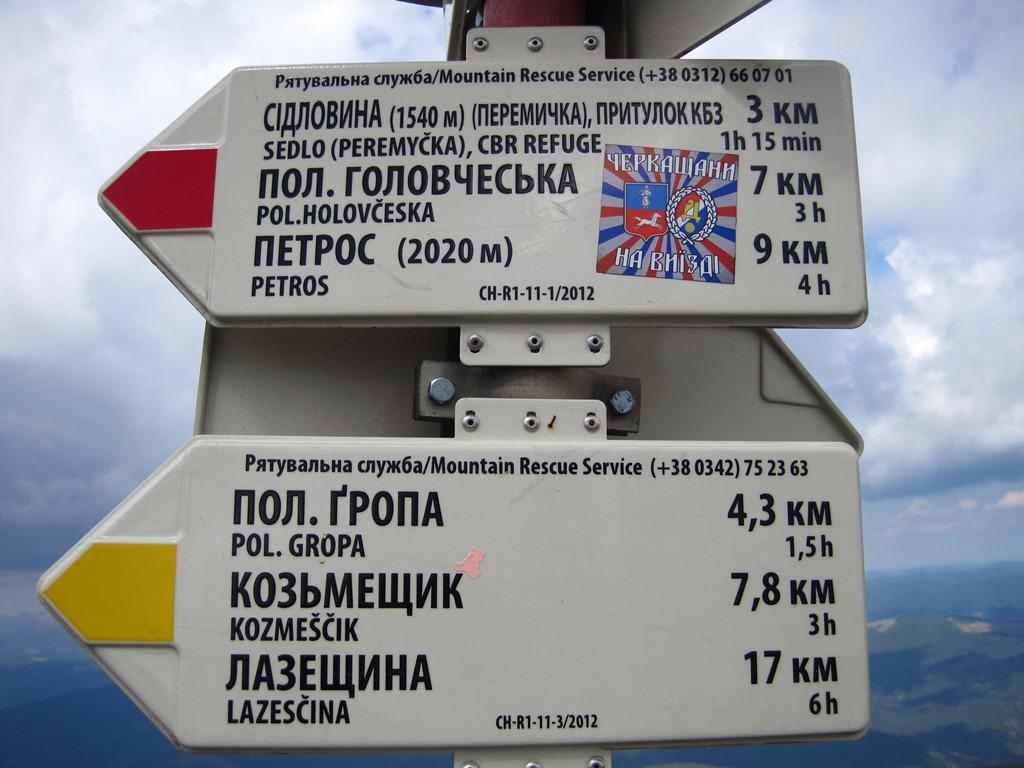 Рятувальна служба/Mountain Rescue Service (+38 0312) 66 07 01
СІДЛОВИНА (1540 м) (ПЕРЕМИЧКА), ПРИТУЛОК КБЗ 3 КМ
SEDLO (PEREMYČKA), CBR REFUGE 1h 15 min
ПОЛ. ГОЛОВЧЕСЬКА 7 КМ
POL.HOLOVČESKA 3 h
ПЕТРОС (2020 м) 9 КМ
PETROS CH-R1-11-1/2012 4 h
ЧЕРКАЩАНИ
НА ВИЇЗДІ
Рятувальна служба/Mountain Rescue Service (+38 0342) 75 23 63
ПОЛ. ҐРОПА 4,3 КМ
POL. GROPA 1,5 h
КОЗЬМЕЩИК 7,8 КМ
KOZMEŠČIK 3 h
ЛАЗЕЩИНА 17 КМ
LAZESČINA CH-R1-11-3/2012 6 h